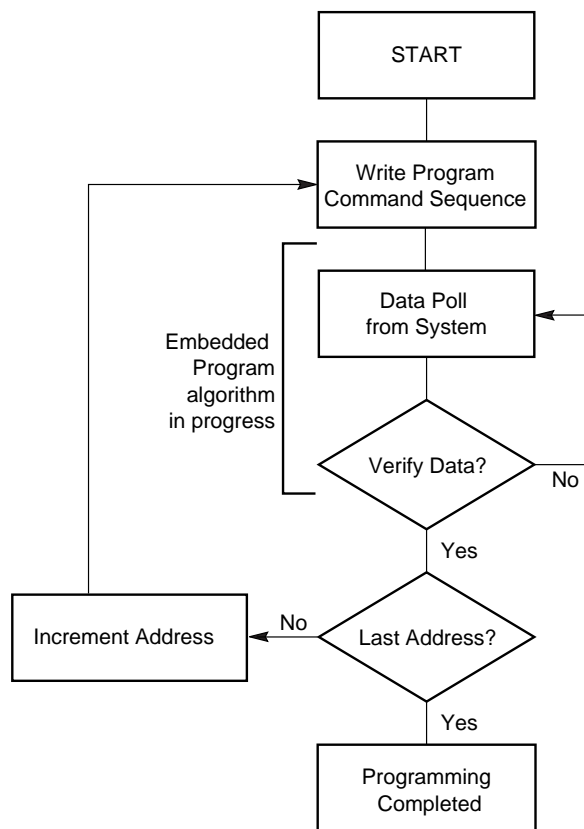 START
Write Program
Command Sequence
Data Poll
from System
Embedded
Program
algorithm
in progress
Verify Data?
No
Yes
Increment Address
No
Last Address?
Yes
Programming
Completed